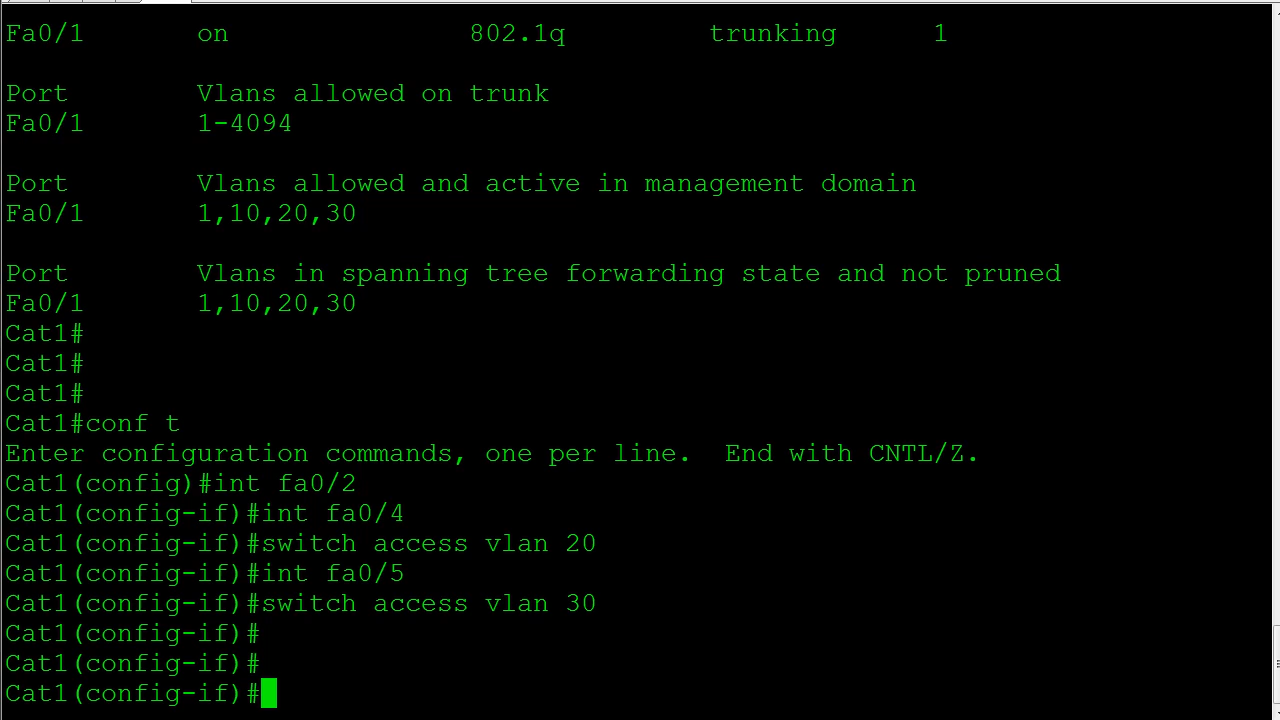 Fa0/1       on               802.1q         trunking      1
Port        Vlans allowed on trunk
Fa0/1       1-4094
Port        Vlans allowed and active in management domain
Fa0/1       1,10,20,30
Port        Vlans in spanning tree forwarding state and not pruned
Fa0/1       1,10,20,30
Cat1#
Cat1#
Cat1#
Cat1#conf t
Enter configuration commands, one per line.  End with CNTL/Z.
Cat1(config)#int fa0/2
Cat1(config-if)#int fa0/4
Cat1(config-if)#switch access vlan 20
Cat1(config-if)#int fa0/5
Cat1(config-if)#switch access vlan 30
Cat1(config-if)#
Cat1(config-if)#
Cat1(config-if)#